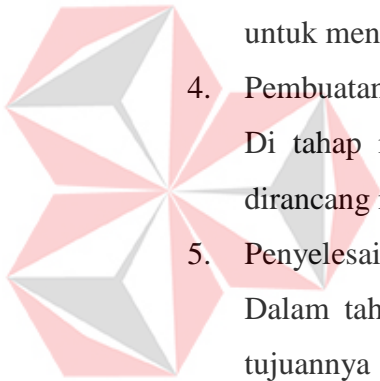 untuk men
4. Pembuatan
Di tahap
dirancang
5. Penyelesai
Dalam tah
tujuannya